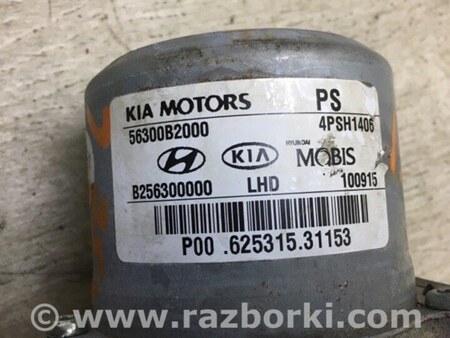 KIA MOTORS PS
56300B2000 4PSH1406
HYUNDAI
KIA MOBIS
B256300000 LHD 100915
P00 .625315.31153
www.razborki.com